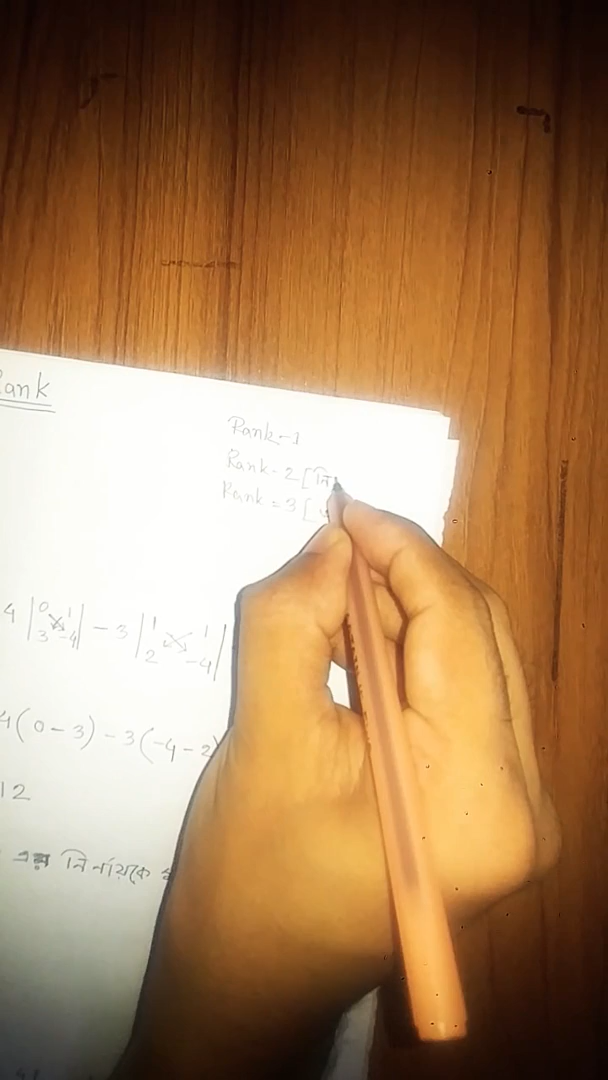 Rank
Rank-1
Rank-2 [নি
Rank = 3 [
4 |0 1 3 -4| - 3 |1 1 2 -4|
4(0-3)-3(-4-2)
12
এর নির্নায়কে